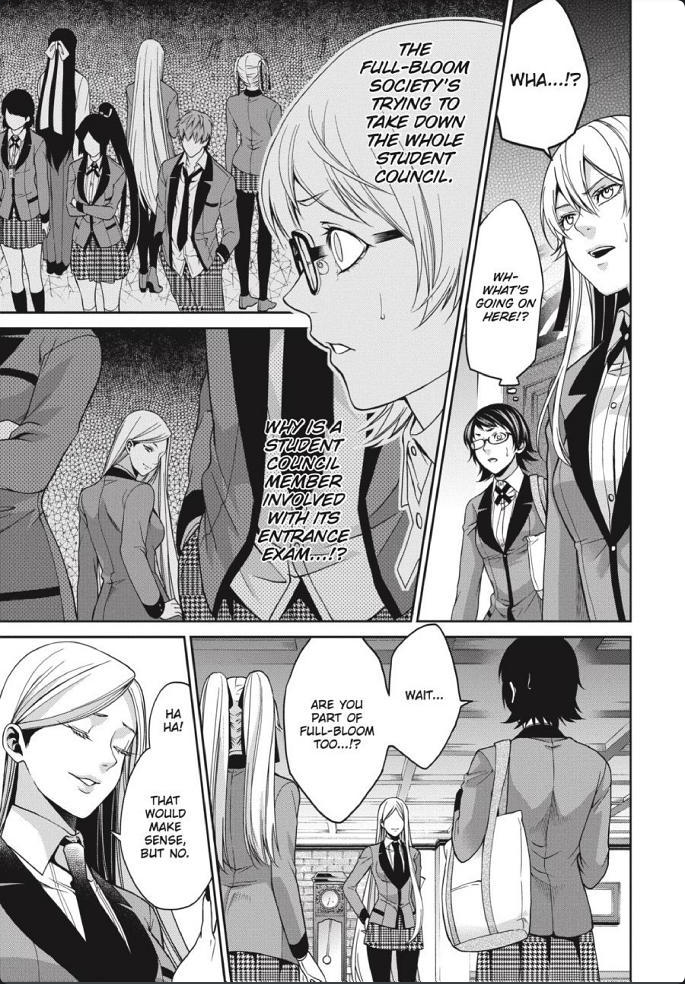 WHA...!?
WH-
WHAT'S
GOING ON
HERE!?
THE
FULL-BLOOM
SOCIETY'S
TRYING TO
TAKE DOWN
THE WHOLE
STUDENT
COUNCIL.
WHY IS A
STUDENT
COUNCIL
MEMBER
INVOLVED
WITH ITS
ENTRANCE
EXAM...!?
WAIT...
ARE YOU
PART OF
FULL-BLOOM
TOO...!?
HA
HA!
THAT
WOULD
MAKE
SENSE,
BUT NO.